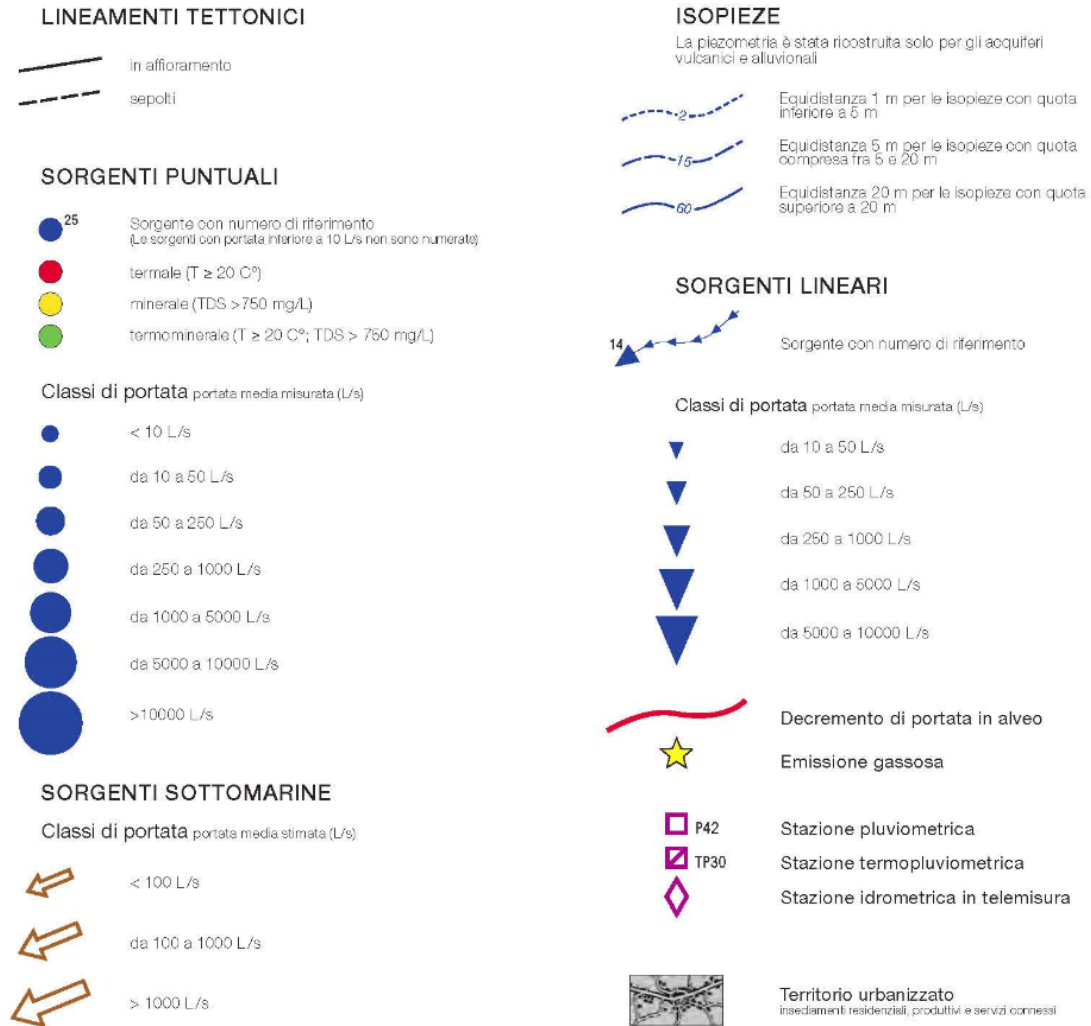 LINEAMENTI TETTONICI
in affioramento
sepolti
SORGENTI PUNTUALI
25
Sorgente con numero di riferimento
(Le sorgenti con portata inferiore a 10 L/s non sono numerate)
termale (T ≥ 20 C°)
minerale (TDS >750 mg/L)
termominerale (T ≥ 20 C°; TDS > 750 mg/L)
Classi di portata portata media misurata (L/s)
< 10 L/s
da 10 a 50 L/s
da 50 a 250 L/s
da 250 a 1000 L/s
da 1000 a 5000 L/s
da 5000 a 10000 L/s
>10000 L/s
SORGENTI SOTTOMARINE
Classi di portata portata media stimata (L/s)
< 100 L/s
da 100 a 1000 L/s
> 1000 L/s
ISOPIEZE
La piezometria è stata ricostruita solo per gli acquiferi
vulcanici e alluvionali
2
Equidistanza 1 m per le isopieze con quota
inferiore a 5 m
15
Equidistanza 5 m per le isopieze con quota
compresa fra 5 e 20 m
60
Equidistanza 20 m per le isopieze con quota
superiore a 20 m
SORGENTI LINEARI
14
Sorgente con numero di riferimento
Classi di portata portata media misurata (L/s)
da 10 a 50 L/s
da 50 a 250 L/s
da 250 a 1000 L/s
da 1000 a 5000 L/s
da 5000 a 10000 L/s
Decremento di portata in alveo
Emissione gassosa
P42
Stazione pluviometrica
TP30
Stazione termopluviometrica
Stazione idrometrica in telemisura
Territorio urbanizzato
insediamenti residenziali, produttivi e servizi connessi